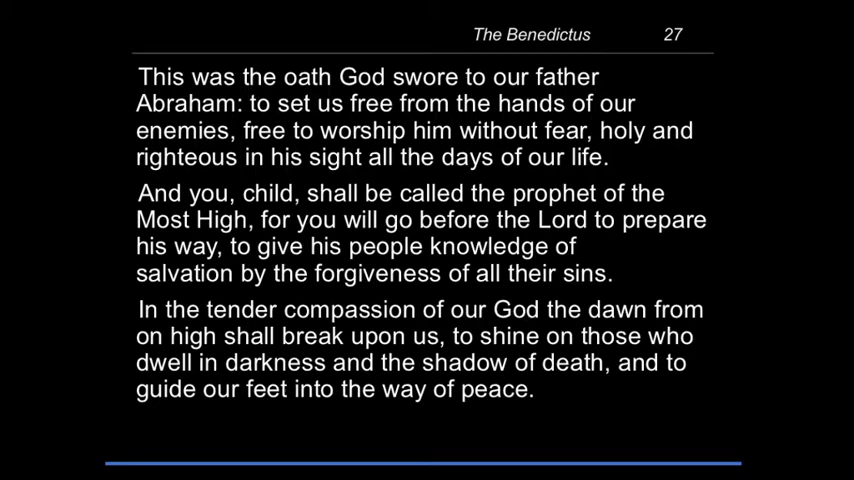 The Benedictus 27
This was the oath God swore to our father
Abraham: to set us free from the hands of our
enemies, free to worship him without fear, holy and
righteous in his sight all the days of our life.
And you, child, shall be called the prophet of the
Most High, for you will go before the Lord to prepare
his way, to give his people knowledge of
salvation by the forgiveness of all their sins.
In the tender compassion of our God the dawn from
on high shall break upon us, to shine on those who
dwell in darkness and the shadow of death, and to
guide our feet into the way of peace.